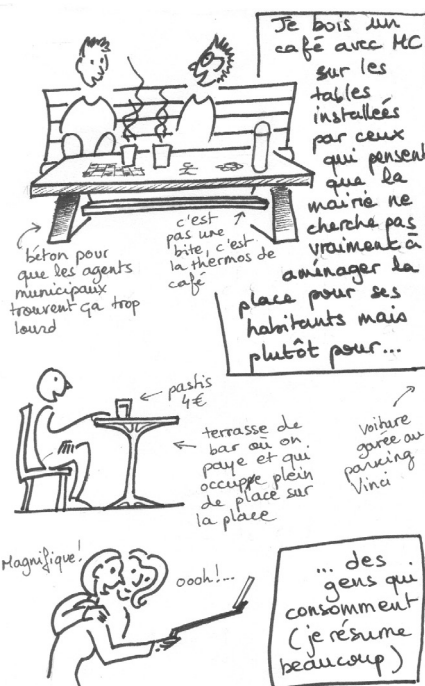 Je bois un
café avec MC
sur les
tables
installées
par ceux
qui pensent
que la
mairie ne
cherche pas
vraiment à
aménager la
place pour ses
habitants mais
plutôt pour...
béton pour
que les agents
municipaux
trouvent ça trop
lourd
c'est
pas une
bite, c'est
la thermos de
café
pastis
4€
terrasse de
bar où on
paye et qui
occuppe plein
de place sur
la place
voiture
garée au
parking
Vinci
Magnifique!
oooh!...
... des
gens qui
consomment
(je résume
beaucoup)